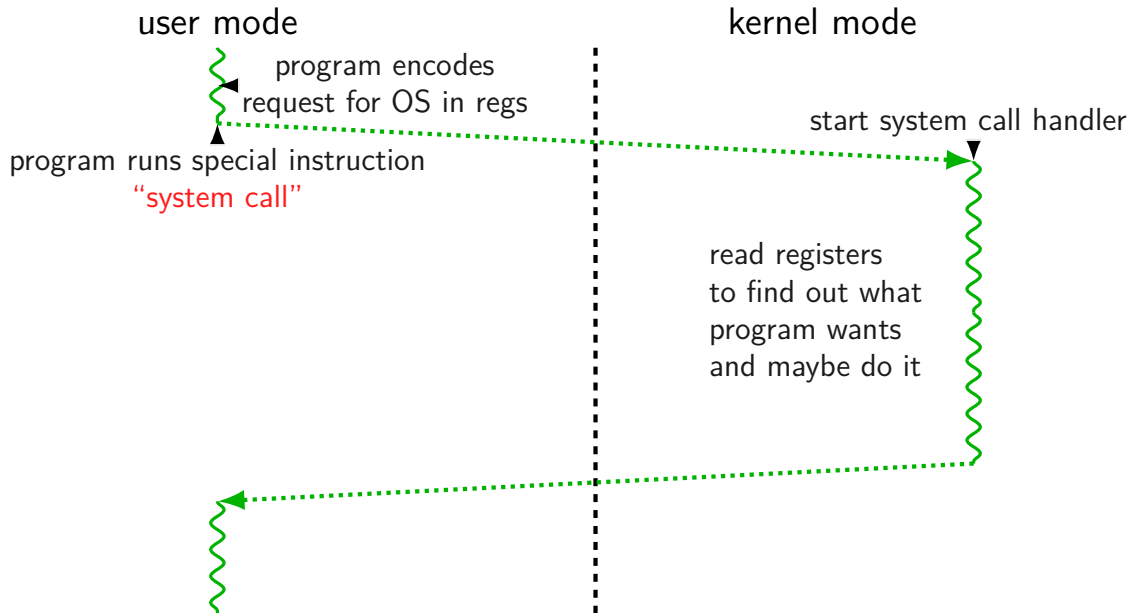 user mode
kernel mode
program encodes
request for OS in regs
start system call handler
program runs special instruction
“system call”
read registers
to find out what
program wants
and maybe do it